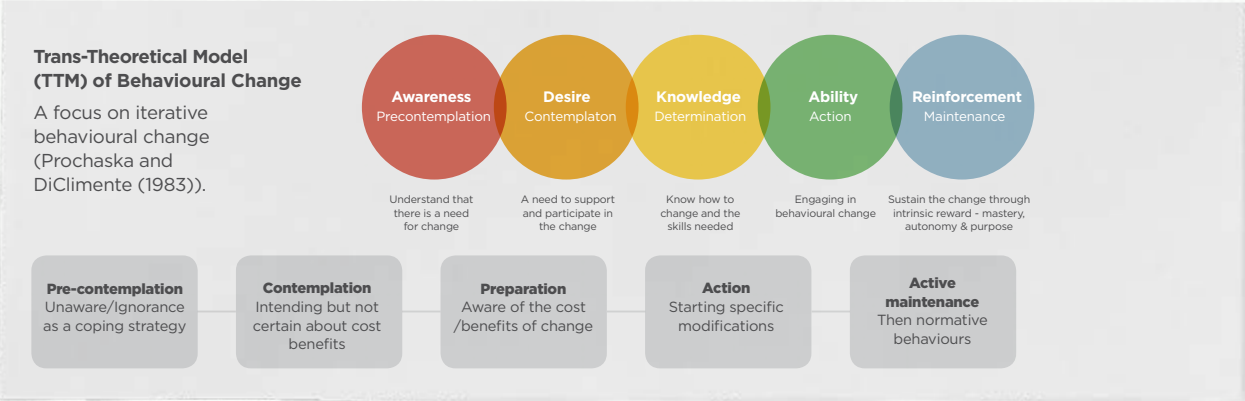 Trans-Theoretical Model
(TTM) of Behavioural Change
A focus on iterative
behavioural change
(Prochaska and
DiClimente (1983)).
Awareness
Precontemplation
Desire
Contemplaton
Knowledge
Determination
Ability
Action
Reinforcement
Maintenance
Understand that
there is a need
for change
A need to support
and participate in
the change
Know how to
change and the
skills needed
Engaging in
behavioural change
Sustain the change through
intrinsic reward - mastery,
autonomy & purpose
Pre-contemplation
Unaware/Ignorance
as a coping strategy
Contemplation
Intending but not
certain about cost
benefits
Preparation
Aware of the cost
/benefits of change
Action
Starting specific
modifications
Active
maintenance
Then normative
behaviours